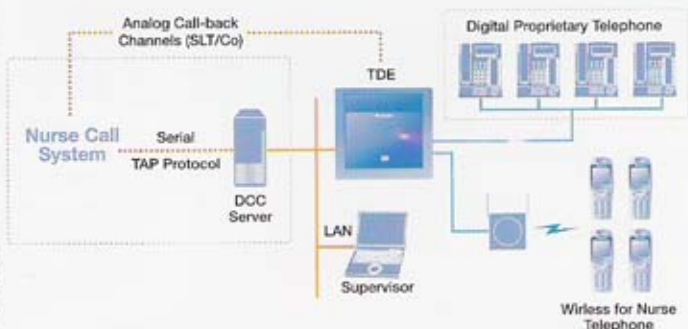 Analog Call-back
Channels (SLT/Co)
Digital Proprietary Telephone
TDE
Nurse Call
System
Serial
TAP Protocol
DCC
Server
LAN
Supervisor
Wirless for Nurse
Telephone